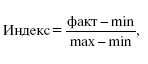 Индекс = факт – min / max – min,